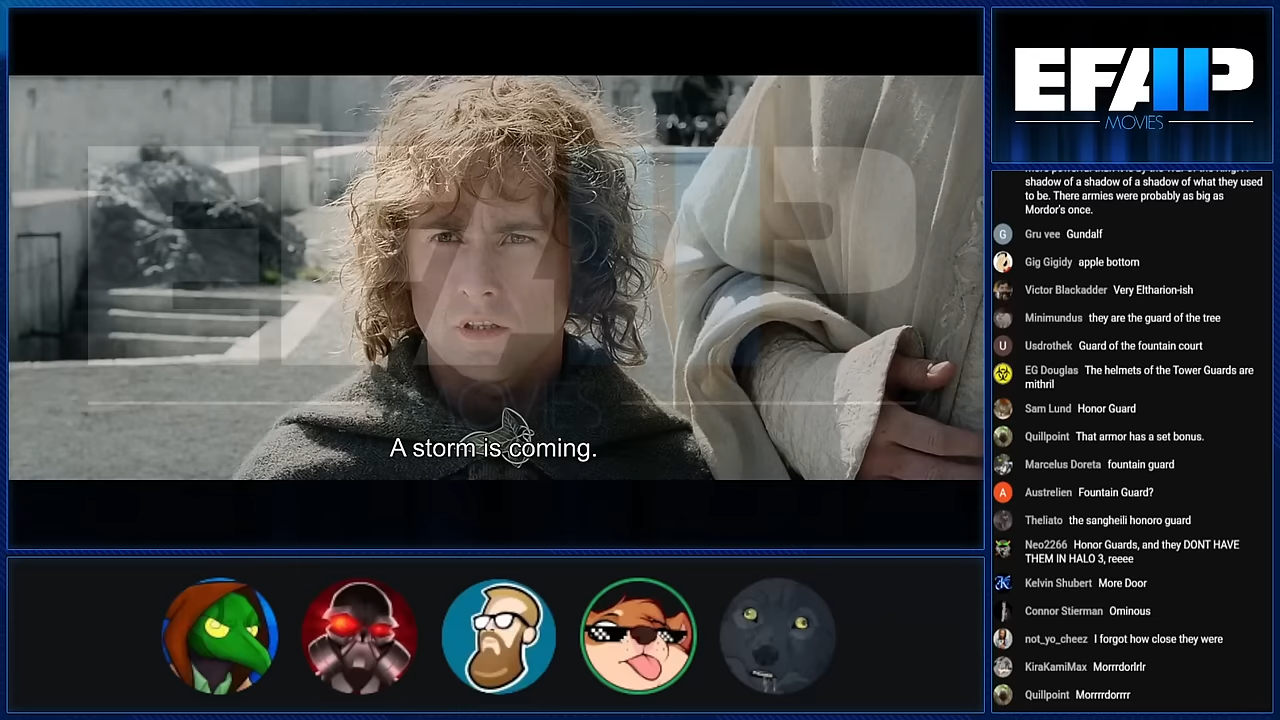 A storm is coming.
EFAP
MOVIES
shadow of a shadow of a shadow of what they used
to be. There armies were probably as big as
Mordor's once.
G Gru vee Gundalf
Gig Gigidy apple bottom
Victor Blackadder Very Eltharion-ish
Minimundus they are the guard of the tree
U Usdrothek Guard of the fountain court
EG Douglas The helmets of the Tower Guards are
mithril
Sam Lund Honor Guard
Quillpoint That armor has a set bonus.
Marcelus Doreta fountain guard
A Austrelien Fountain Guard?
Theliato the sangheili honoro guard
Neo2266 Honor Guards, and they DONT HAVE
THEM IN HALO 3, reeee
Kelvin Shubert More Door
Connor Stierman Ominous
not_yo_cheez I forgot how close they were
KiraKamiMax Morrrdorlrlr
Quillpoint Morrrrdorrrr